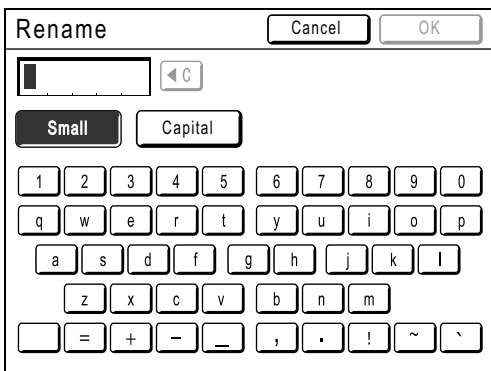 Rename Cancel OK
C
Small Capital
1 2 3 4 5 6 7 8 9 0
q w e r t y u i o p
a s d f g h j k l
z x c v b n m
= + − _ , . ! ~ `